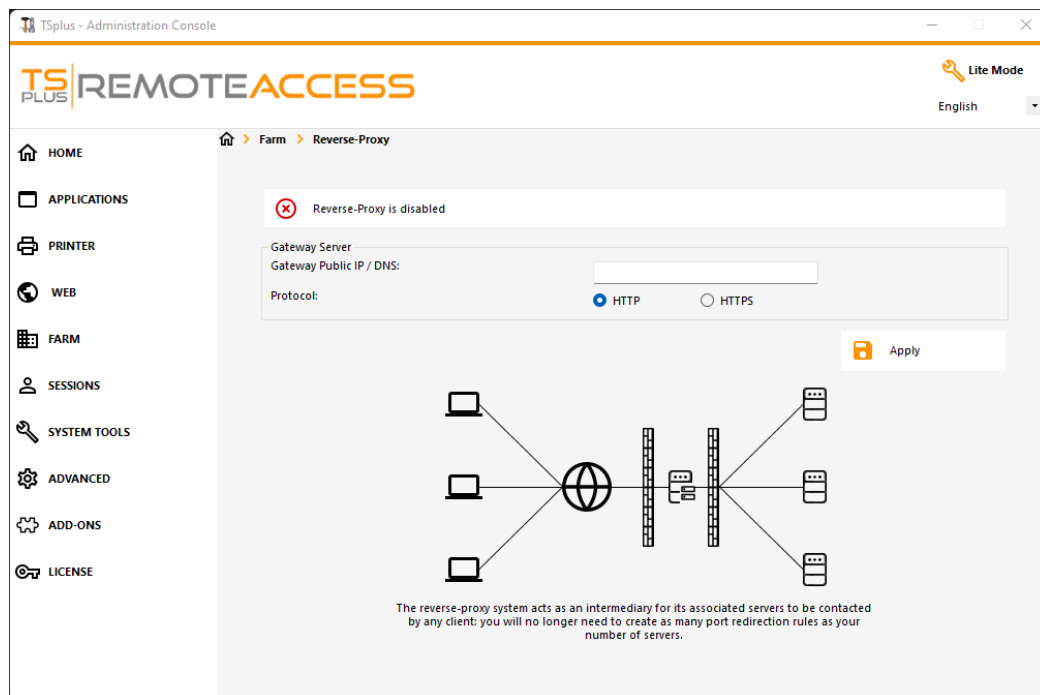 TSplus - Administration Console
TS PLUS REMOTEACCESS
Lite Mode
English
Farm > Reverse-Proxy
HOME
APPLICATIONS
PRINTER
WEB
FARM
SESSIONS
SYSTEM TOOLS
ADVANCED
ADD-ONS
LICENSE
Reverse-Proxy is disabled
Gateway Server
Gateway Public IP / DNS:
Protocol:
HTTP
HTTPS
Apply
The reverse-proxy system acts as an intermediary for its associated servers to be contacted
by any client: you will no longer need to create as many port redirection rules as your
number of servers.